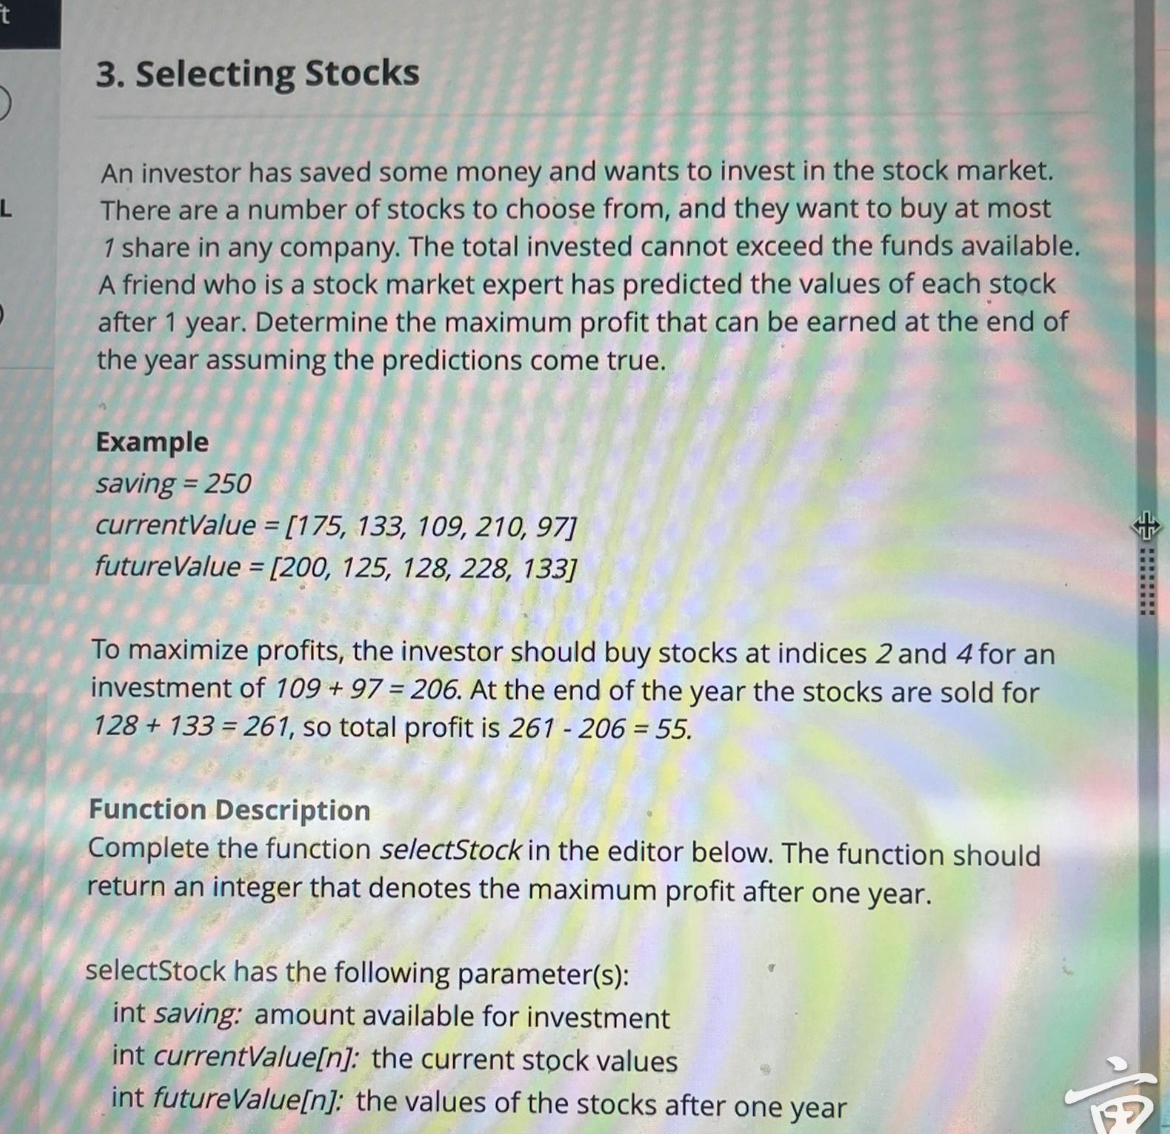 t
L
3. Selecting Stocks
An investor has saved some money and wants to invest in the stock market.
There are a number of stocks to choose from, and they want to buy at most
1 share in any company. The total invested cannot exceed the funds available.
A friend who is a stock market expert has predicted the values of each stock
after 1 year. Determine the maximum profit that can be earned at the end of
the year assuming the predictions come true.
Example
saving = 250
currentValue = [175, 133, 109, 210, 97]
futureValue = [200, 125, 128, 228, 133]
To maximize profits, the investor should buy stocks at indices 2 and 4 for an
investment of 109 + 97 = 206. At the end of the year the stocks are sold for
128 + 133 = 261, so total profit is 261 - 206 = 55.
Function Description
Complete the function selectStock in the editor below. The function should
return an integer that denotes the maximum profit after one year.
selectStock has the following parameter(s):
int saving: amount available for investment
int currentValue[n]: the current stock values
int futureValue[n]: the values of the stocks after one year